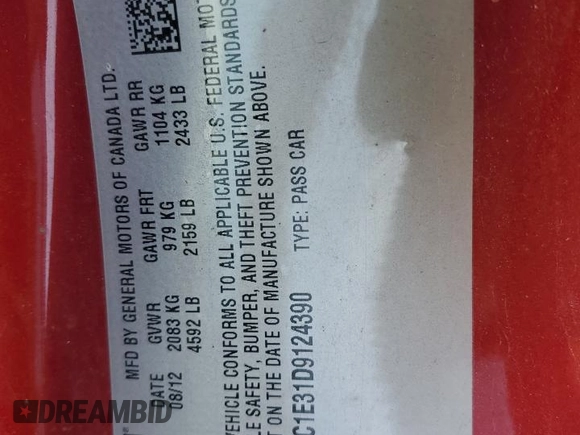 MFD BY GENERAL MOTORS OF CANADA LTD.
DATE GVWR GAWR FRT GAWR RR
08/12 2083 KG 979 KG 1104 KG
4592 LB 2159 LB 2433 LB
VEHICLE CONFORMS TO ALL APPLICABLE U.S. FEDERAL MOT
LE SAFETY, BUMPER, AND THEFT PREVENTION STANDARDS
T ON THE DATE OF MANUFACTURE SHOWN ABOVE.
C1E31D9124390 TYPE: PASS CAR
DREAMBID